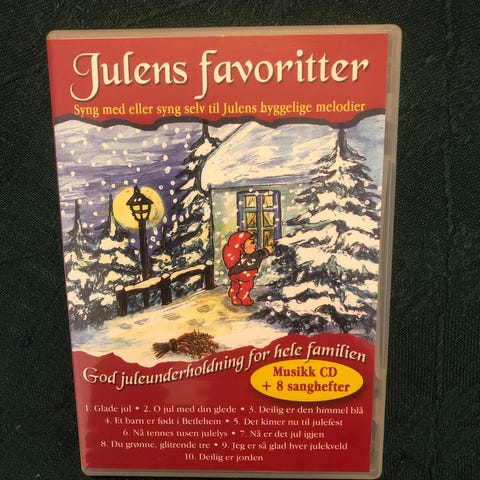 Julens favoritter
Syng med eller syng selv til Julens hyggelige melodier
God juleunderholdning for hele familien
Musikk CD
+ 8 sanghefter
1. Glade jul • 2. O jul med din glede • 3. Deilig er den himmel blå
4. Et barn er født i Betlehem • 5. Det kimer nu til julefest
6. Nå tennes tusen julelys • 7. Nå er det jul igjen
8. Du grønne, glitrende tre • 9. Jeg er så glad hver julekveld
10. Deilig er jorden